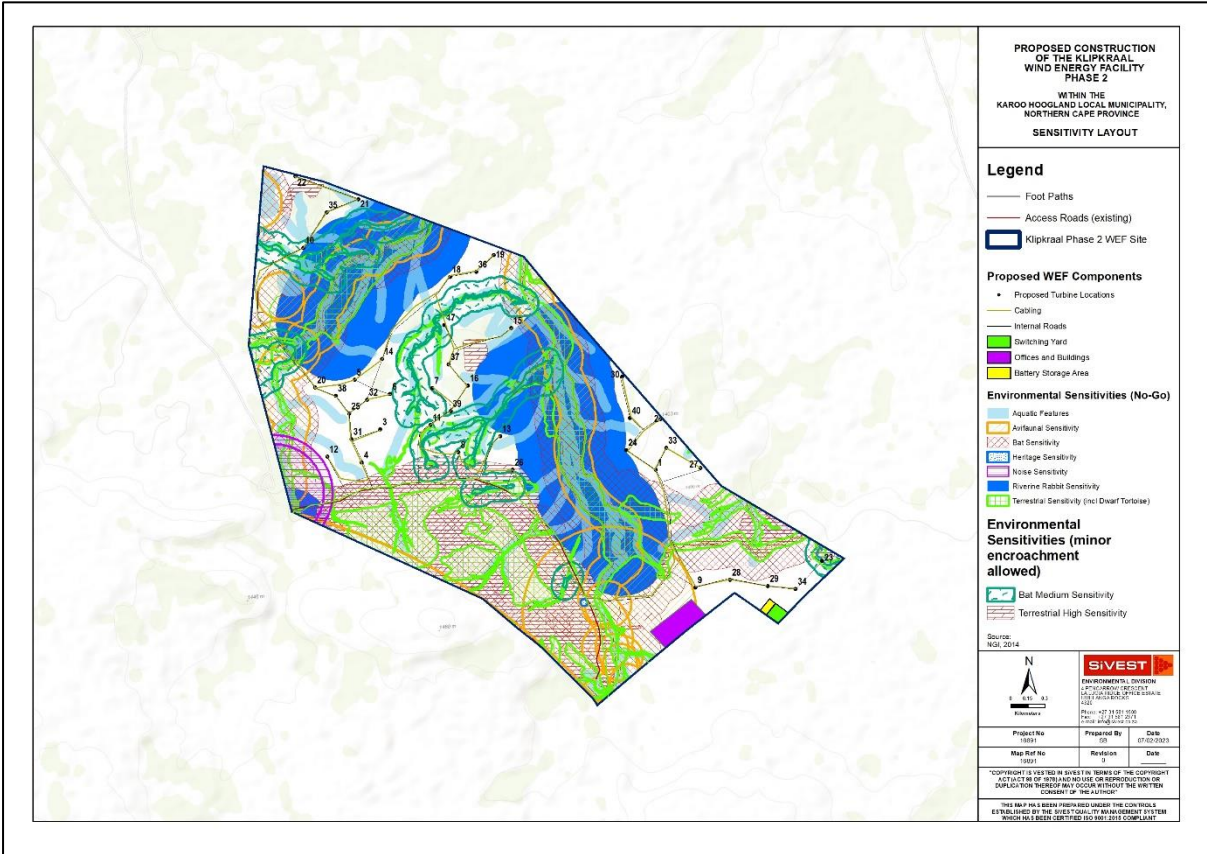 PROPOSED CONSTRUCTION
OF THE KLIPKRAAL
WIND ENERGY FACILITY
PHASE 2
WITHIN THE
KAROO HOOGLAND LOCAL MUNICIPALITY,
NORTHERN CAPE PROVINCE
SENSITIVITY LAYOUT
Legend
Foot Paths
Access Roads (existing)
Klipkraal Phase 2 WEF Site
Proposed WEF Components
Proposed Turbine Locations
Cabling
Internal Roads
Switching Yard
Offices and Buildings
Battery Storage Area
Environmental Sensitivities (No-Go)
Aquatic Features
Avifaunal Sensitivity
Bat Sensitivity
Heritage Sensitivity
Noise Sensitivity
Riverine Rabbit Sensitivity
Terrestrial Sensitivity (incl Dwarf Tortoise)
Environmental
Sensitivities (minor
encroachment
allowed)
Bat Medium Sensitivity
Terrestrial High Sensitivity
Source:
NGI, 2014
N
Kilometers
SiVEST
ENVIRONMENTAL DIVISION
Project No
Prepared By
Date
07/02/2023
Map Ref No
Revision
Date
0
"COPYRIGHT IS VESTED IN SIVEST IN TERMS OF THE COPYRIGHT
ACT (ACT 98 OF 1978) AND NO USE OR REPRODUCTION OR
DUPLICATION THEREOF MAY OCCUR WITHOUT THE WRITTEN
CONSENT OF THE AUTHOR"
THIS MAP HAS BEEN PREPARED UNDER THE CONTROLS
ESTABLISHED BY THE SIVEST QUALITY MANAGEMENT SYSTEM
WHICH HAS BEEN CERTIFIED ISO 9001:2015 COMPLIANT
22
35
21
19
36
18
15
14
37
16
7
20
38
32
25
39
11
31
3
13
12
4
26
30
40
24
33
1
27
23
9
28
29
34